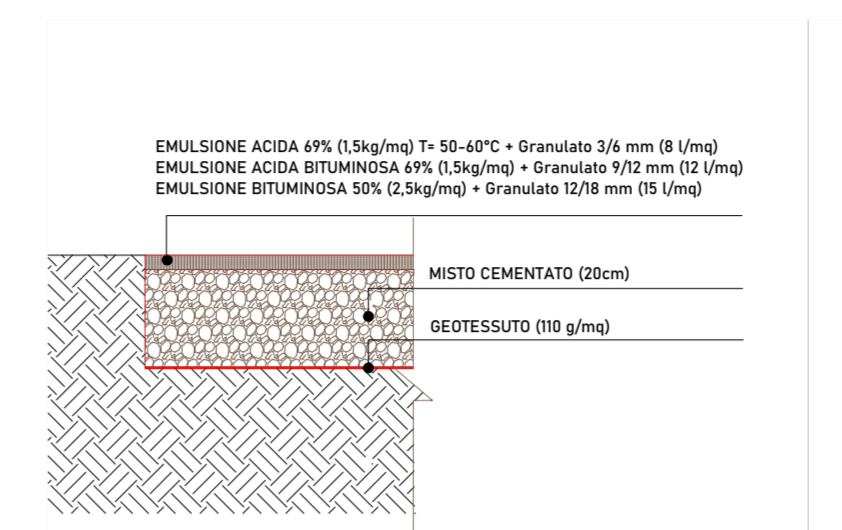 EMULSIONE ACIDA 69% (1,5kg/mq) T= 50-60°C + Granulato 3/6 mm (8 l/mq)
EMULSIONE ACIDA BITUMINOSA 69% (1,5kg/mq) + Granulato 9/12 mm (12 l/mq)
EMULSIONE BITUMINOSA 50% (2,5kg/mq) + Granulato 12/18 mm (15 l/mq)
MISTO CEMENTATO (20cm)
GEOTESSUTO (110 g/mq)